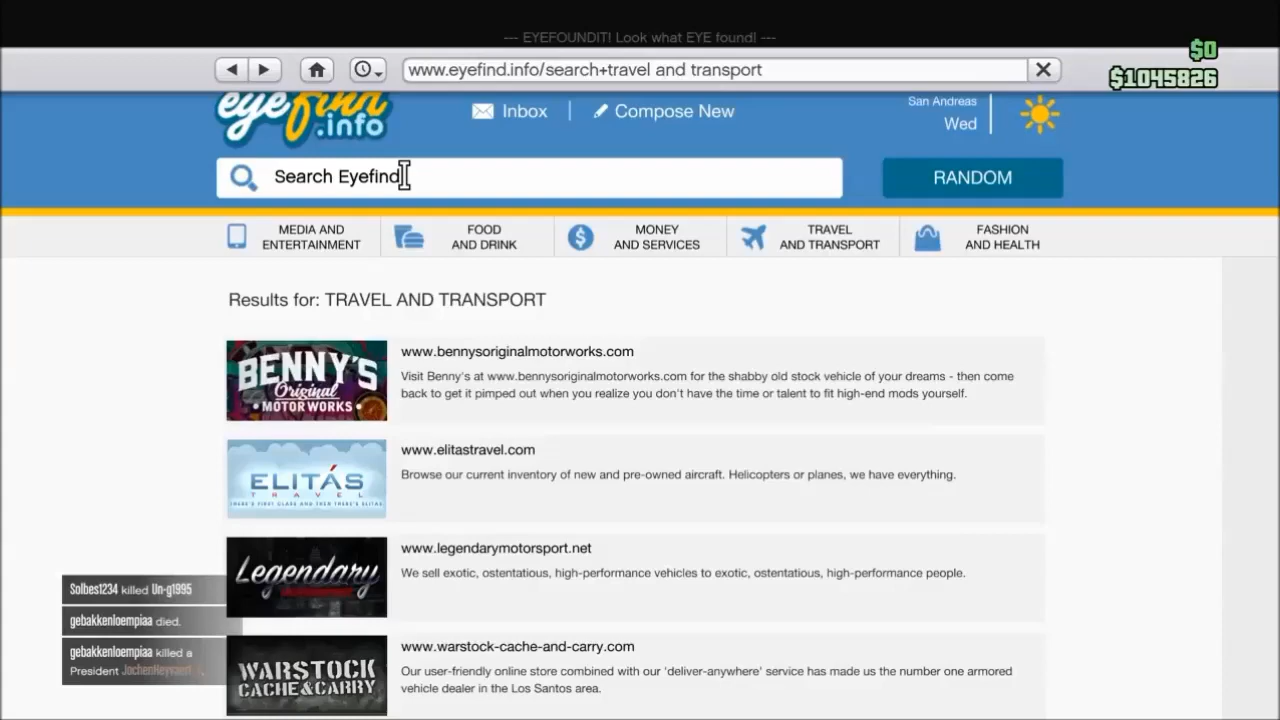 --- EYEFOUNDIT! Look what EYE found! ---
$0
www.eyefind.info/search+travel and transport
$1045826
eyefind
.info
Inbox
Compose New
San Andreas
Wed
Search Eyefind
RANDOM
MEDIA AND
ENTERTAINMENT
FOOD
AND DRINK
MONEY
AND SERVICES
TRAVEL
AND TRANSPORT
FASHION
AND HEALTH
Results for: TRAVEL AND TRANSPORT
BENNY'S
Original
MOTOR WORKS
www.bennysoriginalmotorworks.com
Visit Benny's at www.bennysoriginalmotorworks.com for the shabby old stock vehicle of your dreams - then come
back to get it pimped out when you realize you don't have the time or talent to fit high-end mods yourself.
ELITÁS
TRAVEL
THERE'S FIRST CLASS AND THEN THERE'S ELITAS
www.elitastravel.com
Browse our current inventory of new and pre-owned aircraft. Helicopters or planes, we have everything.
Legendary
www.legendarymotorsport.net
We sell exotic, ostentatious, high-performance vehicles to exotic, ostentatious, high-performance people.
WARSTOCK
CACHE & CARRY
www.warstock-cache-and-carry.com
Our user-friendly online store combined with our 'deliver-anywhere' service has made us the number one armored
vehicle dealer in the Los Santos area.
Solbes1234 killed Un-g1995
gebakkenloempiaa died.
gebakkenloempiaa killed a
President